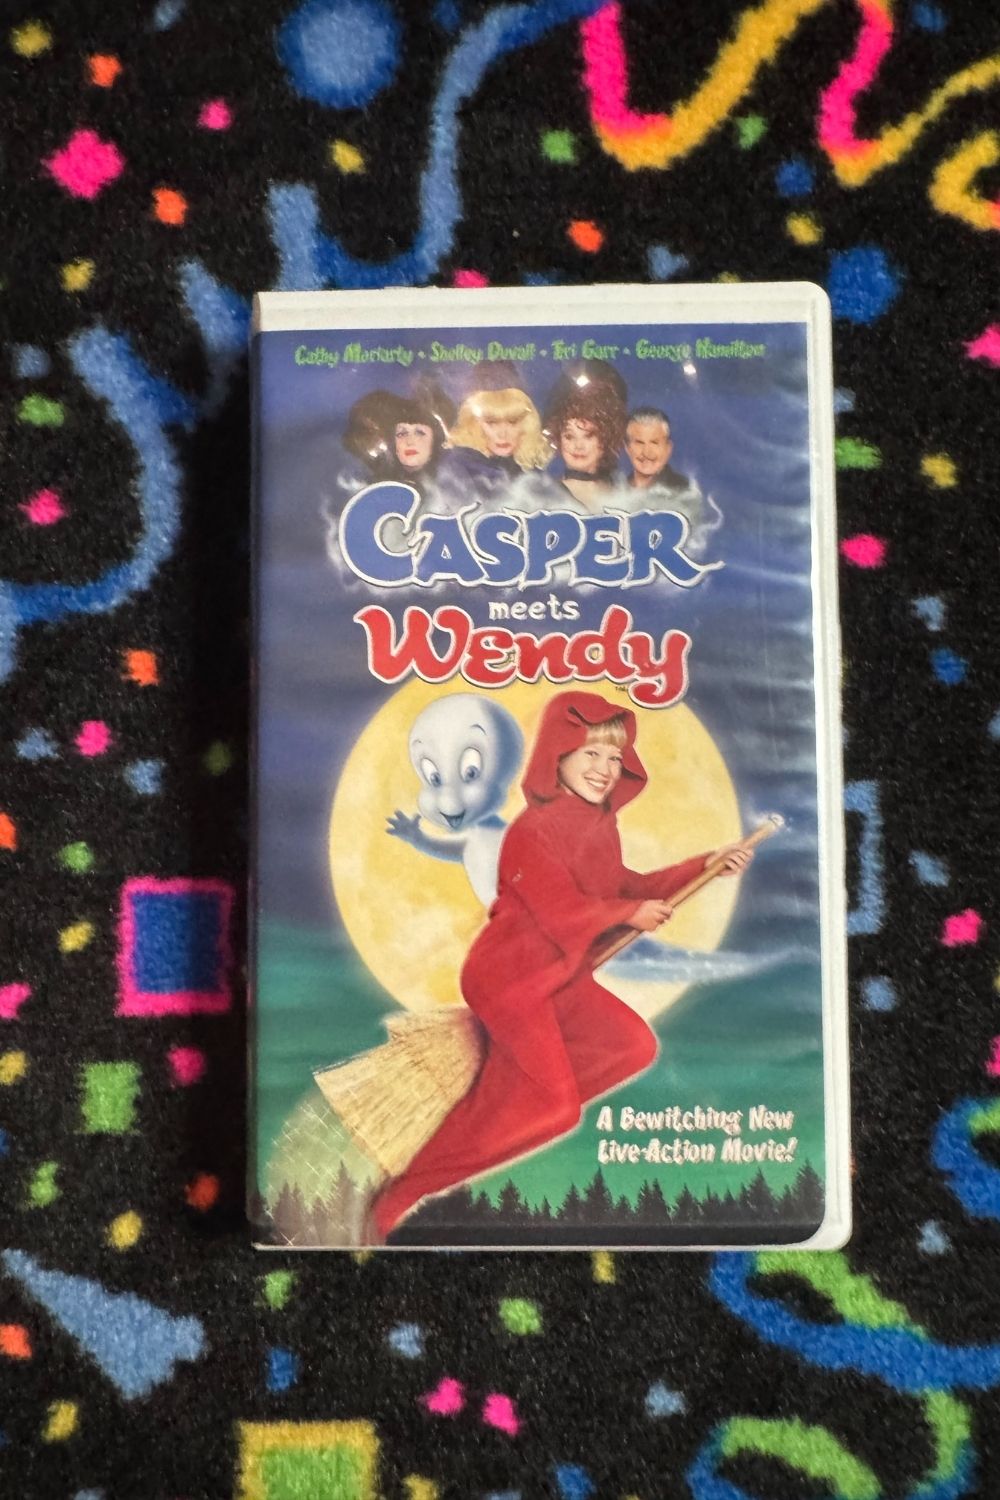 Cathy Moriarty • Shelley Duvall • Teri Garr • George Hamilton
CASPER
meets
Wendy
A Bewitching New
Live-Action Movie!